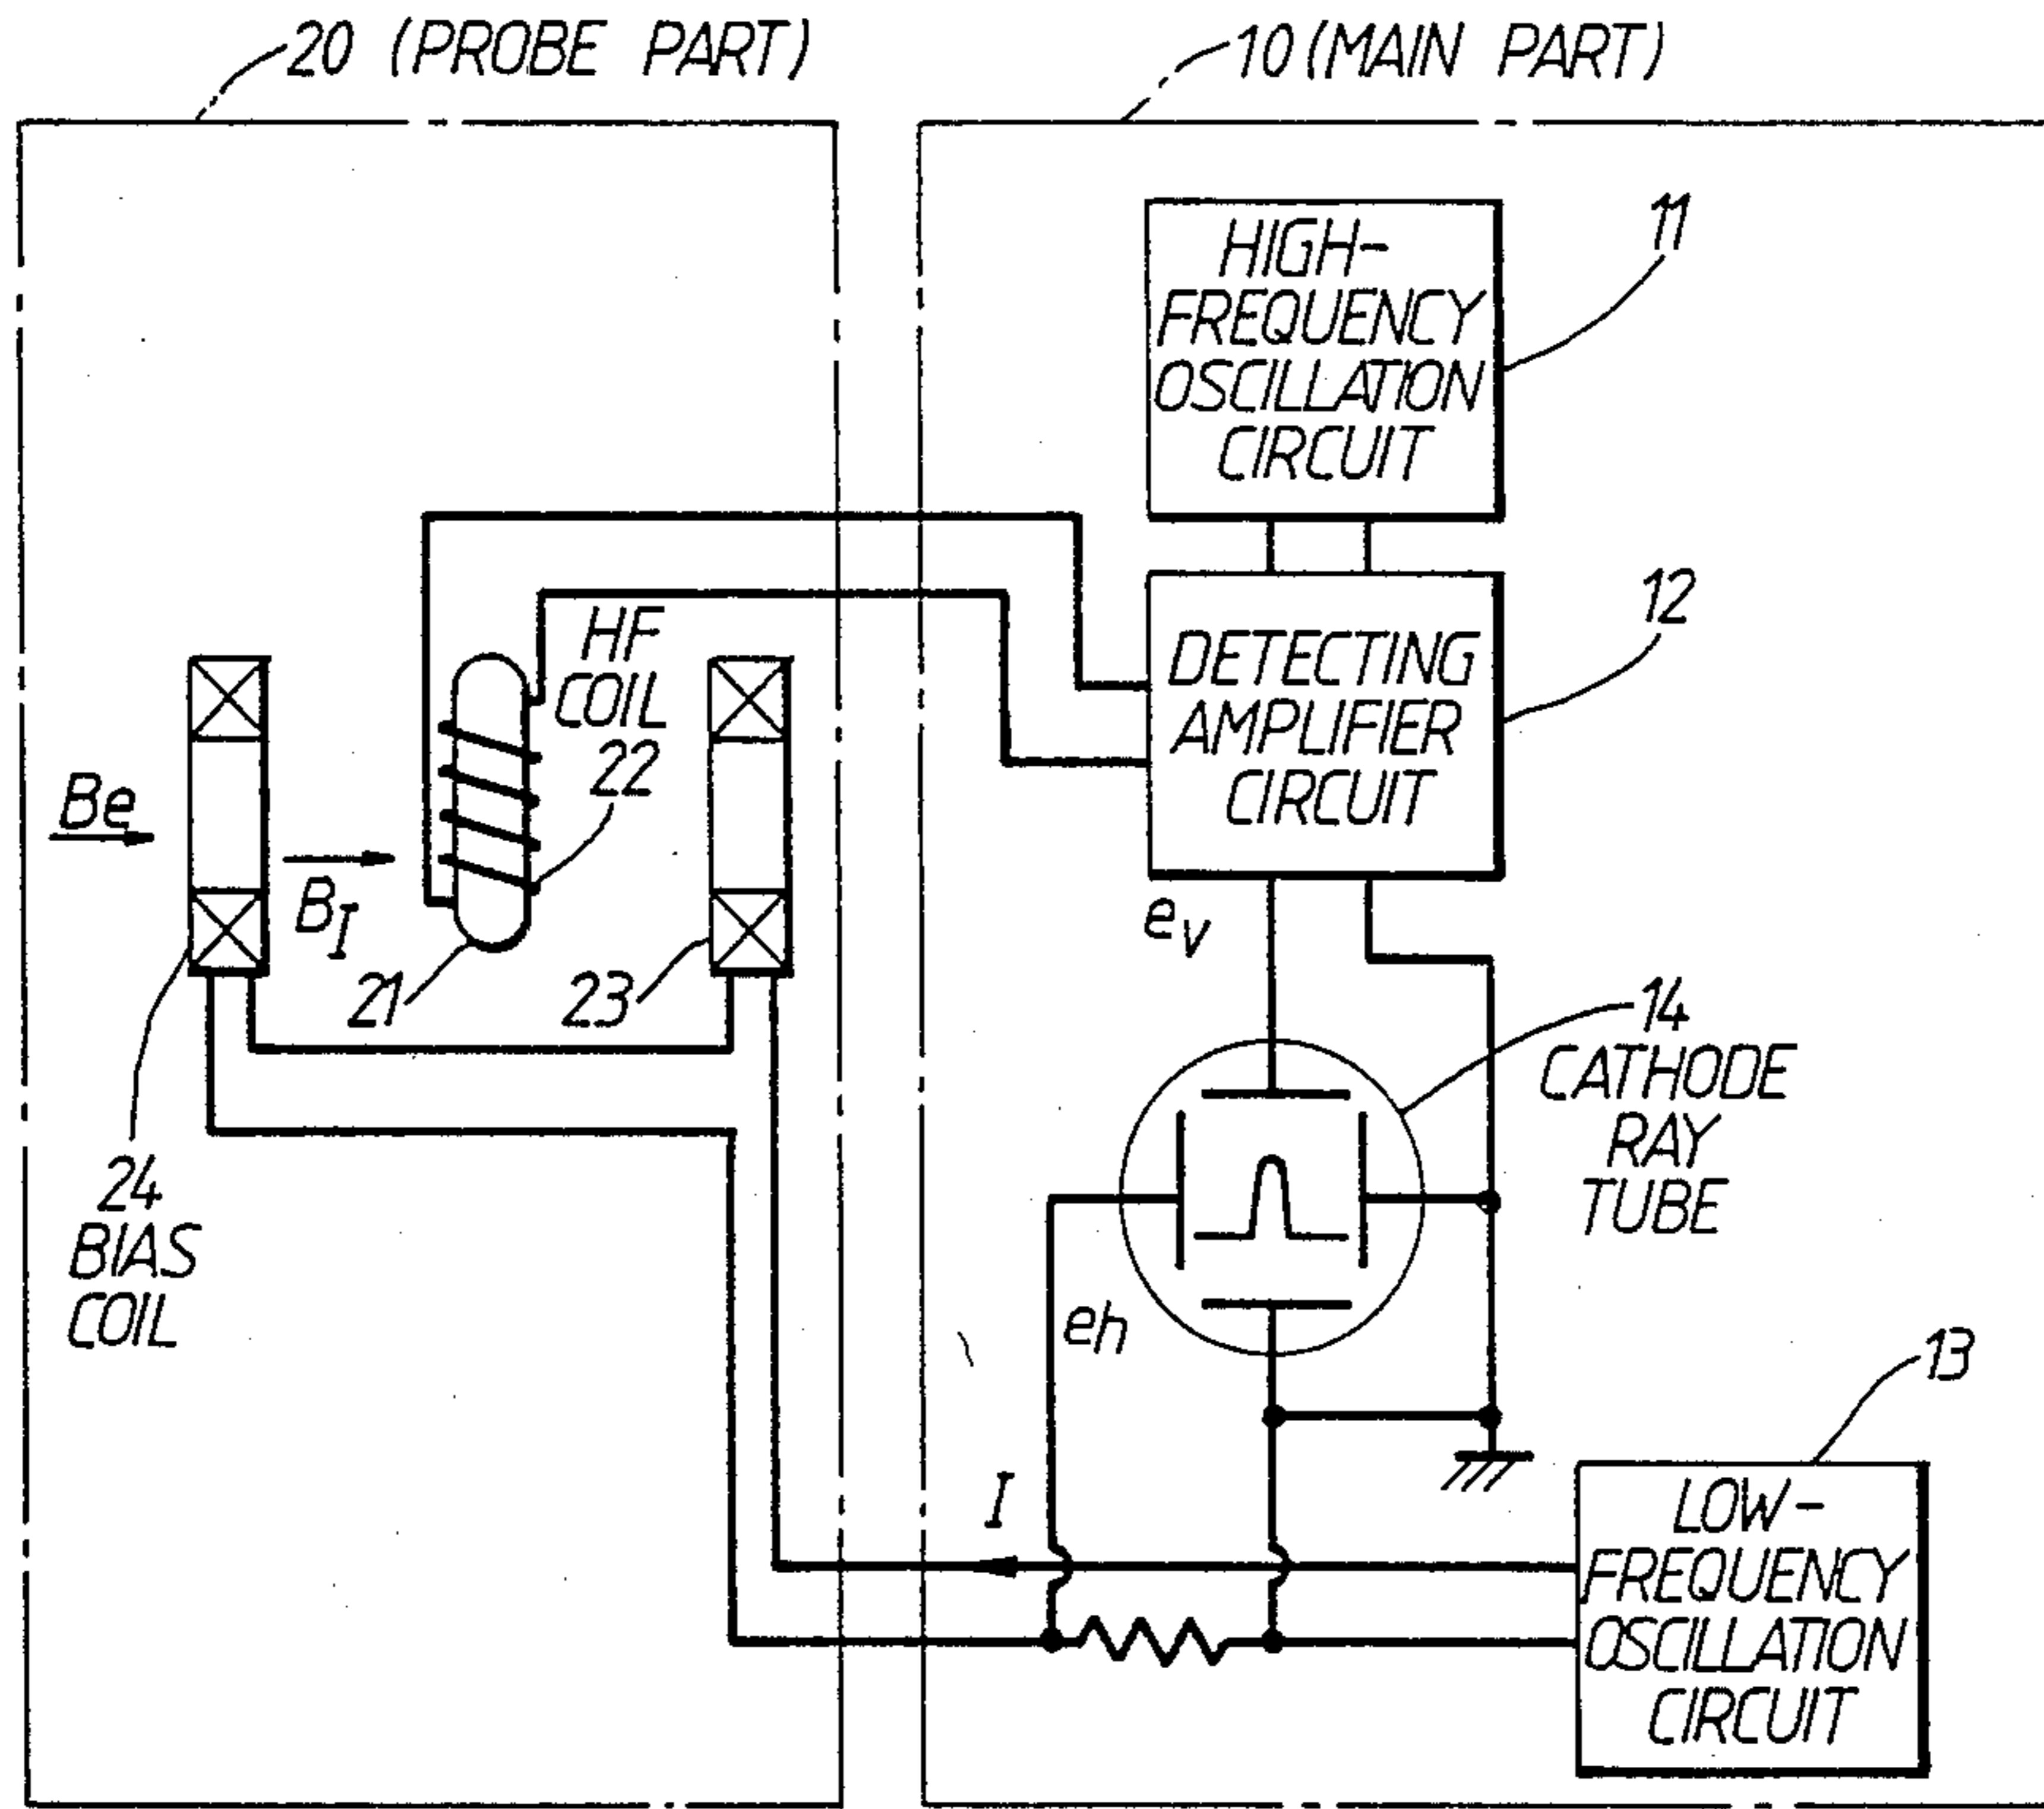 20 (PROBE PART)
10 (MAIN PART)
HIGH-
FREQUENCY
OSCILLATION
CIRCUIT
11
DETECTING
AMPLIFIER
CIRCUIT
12
HF
COIL
22
Be
BI
21
23
24
BIAS
COIL
ev
14
CATHODE
RAY
TUBE
eh
I
13
LOW-
FREQUENCY
OSCILLATION
CIRCUIT